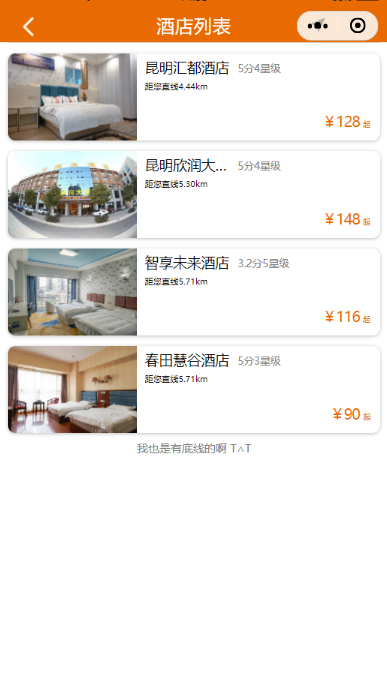 酒店列表
昆明汇都酒店 5分4星级
距您直线4.44km
¥128 起
昆明欣润大... 5分4星级
距您直线5.30km
¥148 起
智享未来酒店 3.2分5星级
距您直线5.71km
¥116 起
春田慧谷酒店 5分3星级
距您直线5.71km
¥90 起
我也是有底线的啊 T∧T